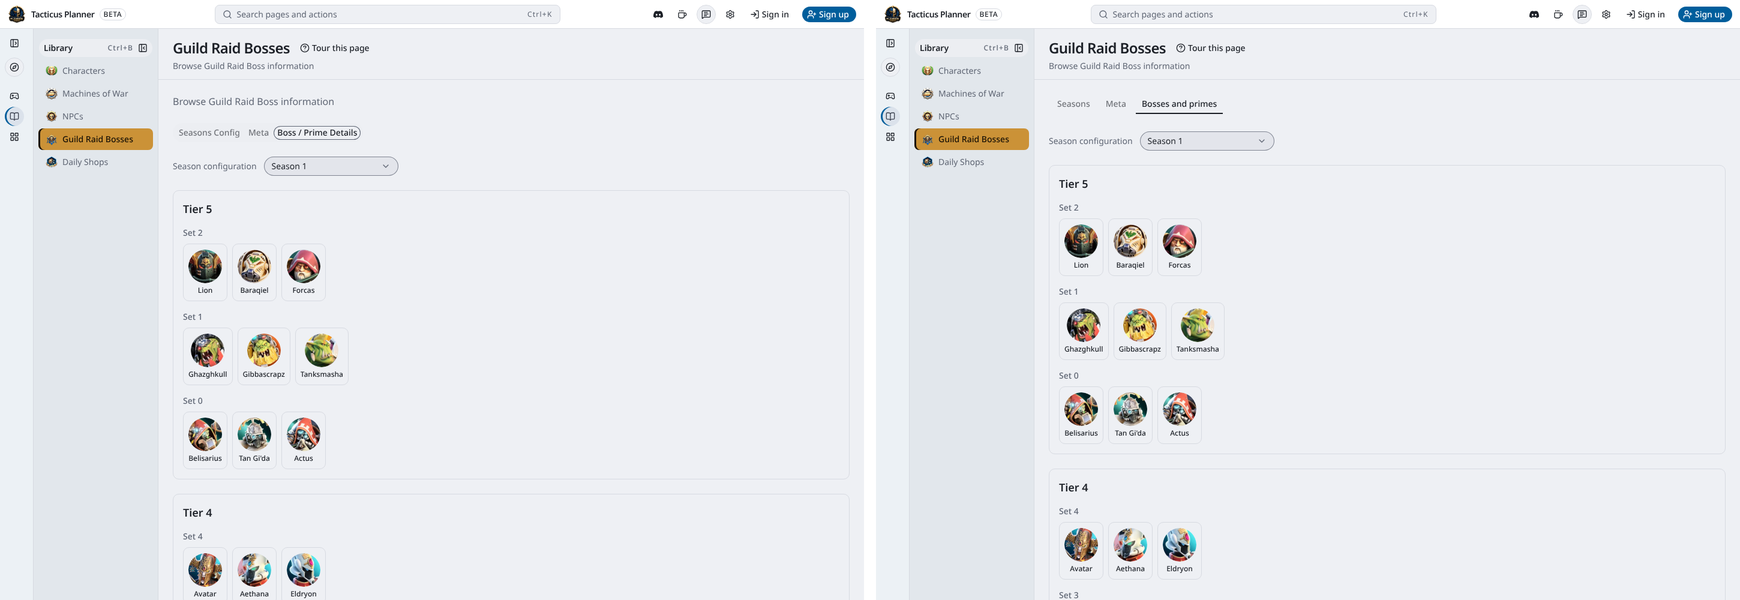 Tacticus Planner BETA
Search pages and actions Ctrl+K
Sign in
Sign up
Library Ctrl+B
Characters
Machines of War
NPCs
Guild Raid Bosses
Daily Shops
Guild Raid Bosses Tour this page
Browse Guild Raid Boss information
Browse Guild Raid Boss information
Seasons Config Meta Boss / Prime Details
Season configuration Season 1
Tier 5
Set 2
Lion Baraqiel Forcas
Set 1
Ghazghkull Gibbascrapz Tanksmasha
Set 0
Belisarius Tan Gi'da Actus
Tier 4
Set 4
Avatar Aethana Eldryon
Tacticus Planner BETA
Search pages and actions Ctrl+K
Sign in
Sign up
Library Ctrl+B
Characters
Machines of War
NPCs
Guild Raid Bosses
Daily Shops
Guild Raid Bosses Tour this page
Browse Guild Raid Boss information
Seasons Meta Bosses and primes
Season configuration Season 1
Tier 5
Set 2
Lion Baraqiel Forcas
Set 1
Ghazghkull Gibbascrapz Tanksmasha
Set 0
Belisarius Tan Gi'da Actus
Tier 4
Set 4
Avatar Aethana Eldryon
Set 3